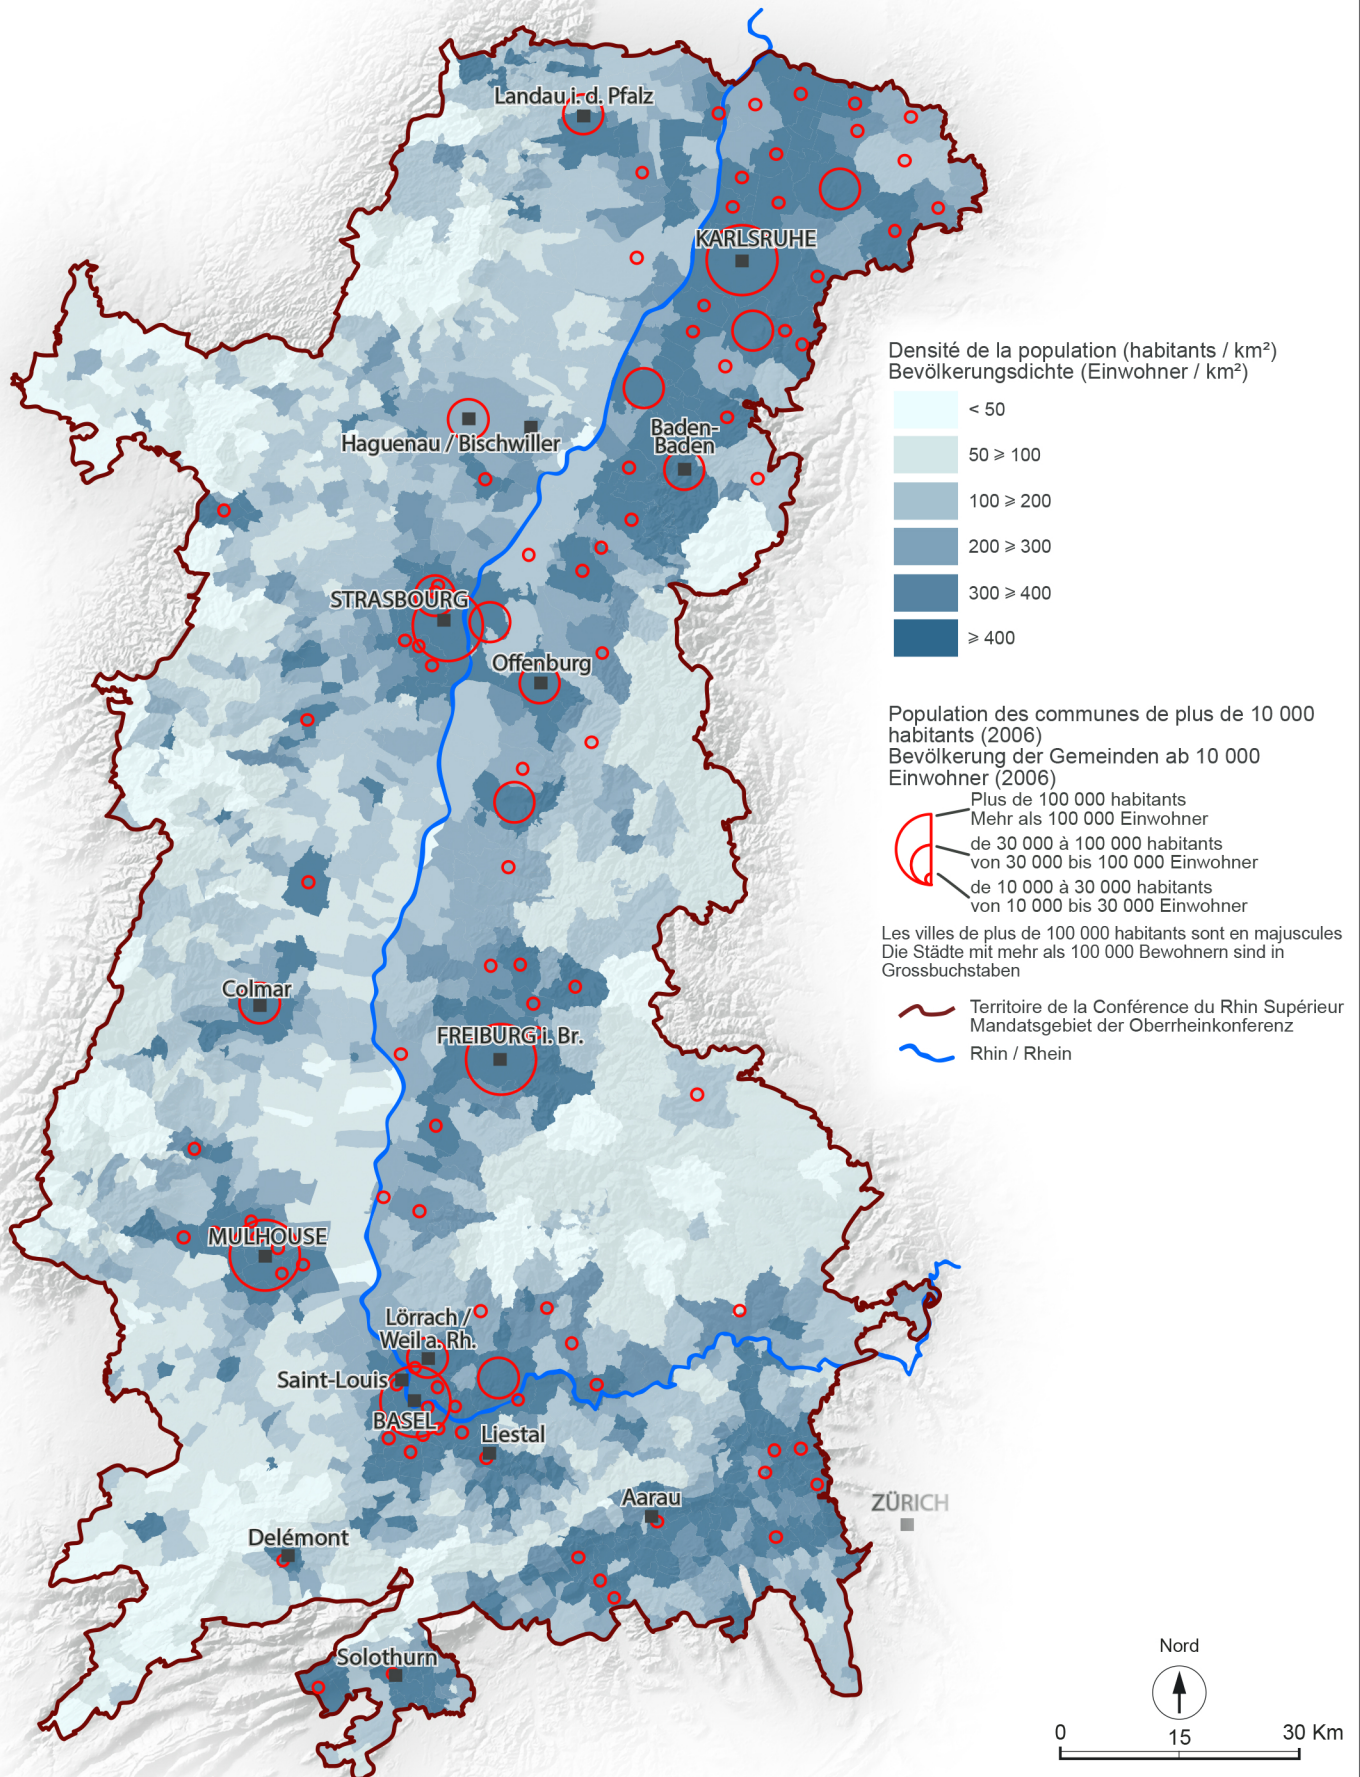 Landau i. d. Pfalz
KARLSRUHE
Haguenau / Bischwiller
Baden-
Baden
STRASBOURG
Offenburg
Colmar
FREIBURG i. Br.
MULHOUSE
Lörrach /
Weil a. Rh.
Saint-Louis
BASEL
Liestal
Aarau
ZÜRICH
Delémont
Solothurn
Densité de la population (habitants / km²)
Bevölkerungsdichte (Einwohner / km²)
< 50
50 ⩾ 100
100 ⩾ 200
200 ⩾ 300
300 ⩾ 400
⩾ 400
Population des communes de plus de 10 000
habitants (2006)
Bevölkerung der Gemeinden ab 10 000
Einwohner (2006)
Plus de 100 000 habitants
Mehr als 100 000 Einwohner
de 30 000 à 100 000 habitants
von 30 000 bis 100 000 Einwohner
de 10 000 à 30 000 habitants
von 10 000 bis 30 000 Einwohner
Les villes de plus de 100 000 habitants sont en majuscules
Die Städte mit mehr als 100 000 Bewohnern sind in
Grossbuchstaben
Territoire de la Conférence du Rhin Supérieur
Mandatsgebiet der Oberrheinkonferenz
Rhin / Rhein
Nord
0 15 30 Km